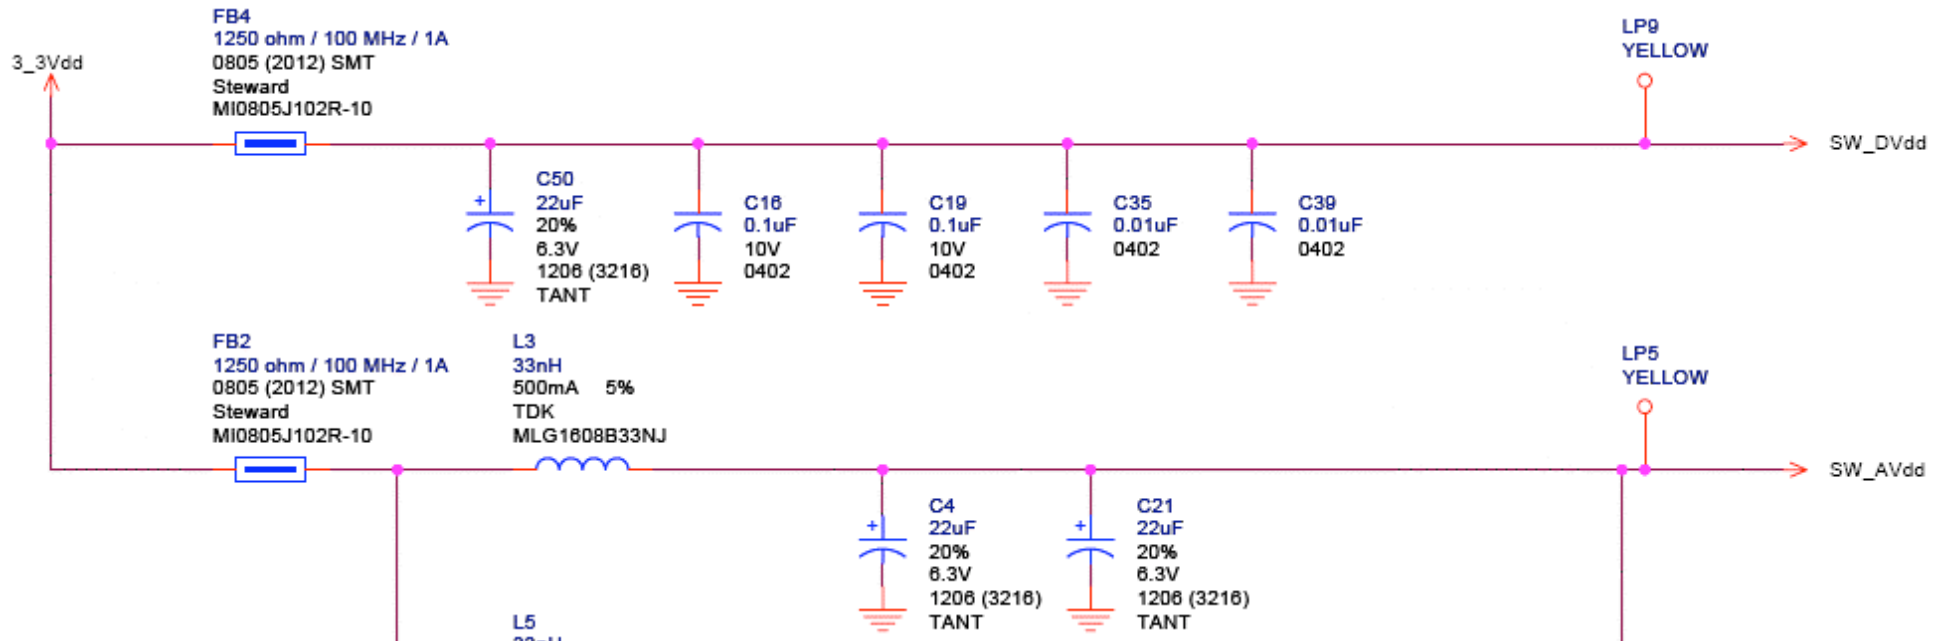 FB4
1250 ohm / 100 MHz / 1A
0805 (2012) SMT
Steward
MI0805J102R-10
3_3Vdd
LP9
YELLOW
SW_DVdd
C50
+
22uF
20%
6.3V
1206 (3216)
TANT
C16
0.1uF
10V
0402
C19
0.1uF
10V
0402
C35
0.01uF
0402
C39
0.01uF
0402
FB2
1250 ohm / 100 MHz / 1A
0805 (2012) SMT
Steward
MI0805J102R-10
L3
33nH
500mA 5%
TDK
MLG1608B33NJ
LP5
YELLOW
SW_AVdd
C4
+
22uF
20%
6.3V
1206 (3216)
TANT
C21
+
22uF
20%
6.3V
1206 (3216)
TANT
L5